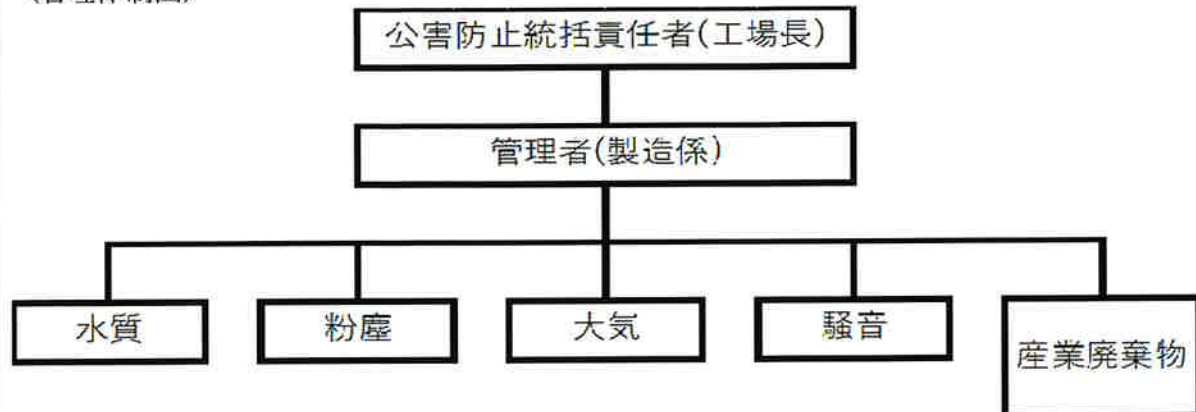 公害防止統括責任者(工場長)
管理者(製造係)
水質
粉塵
大気
騒音
産業廃棄物